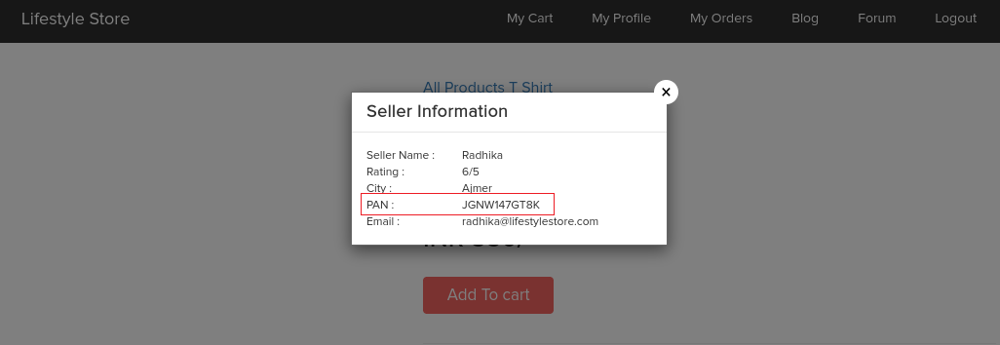 Lifestyle Store My Cart My Profile My Orders Blog Forum Logout
All Products T Shirt
Seller Information
Seller Name : Radhika
Rating : 6/5
City : Ajmer
PAN : JGNW147GT8K
Email : radhika@lifestylestore.com
Add To cart